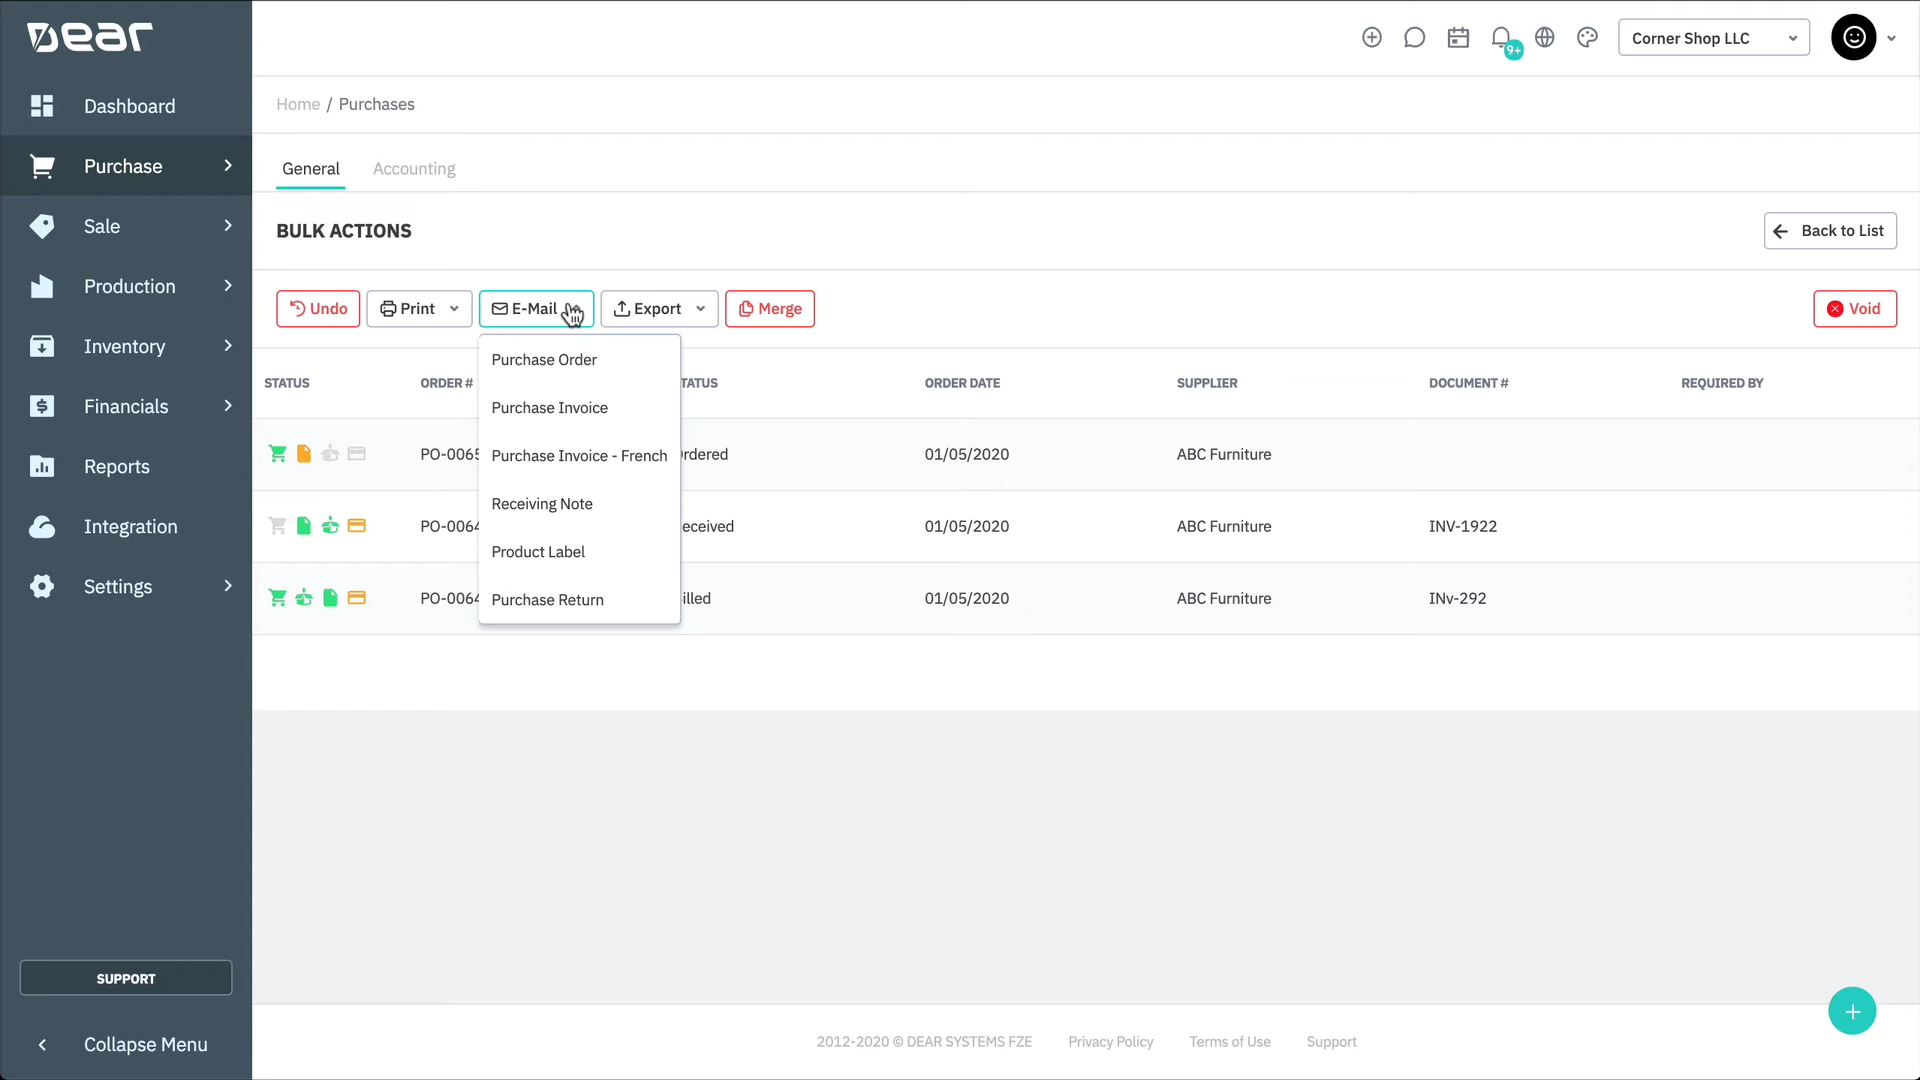 Dear
9+
Corner Shop LLC
Dashboard
Home / Purchases
Purchase
General Accounting
Sale
BULK ACTIONS
Back to List
Production
Undo Print E-Mail Export Merge Void
Inventory
Purchase Order
STATUS ORDER # TATUS ORDER DATE SUPPLIER DOCUMENT # REQUIRED BY
Financials
Purchase Invoice
PO-0065 Purchase Invoice - French rdered 01/05/2020 ABC Furniture
Reports
Receiving Note
Integration
PO-0064 eceived 01/05/2020 ABC Furniture INV-1922
Product Label
Settings
PO-0064 Purchase Return illed 01/05/2020 ABC Furniture INv-292
SUPPORT
Collapse Menu
2012-2020 © DEAR SYSTEMS FZE Privacy Policy Terms of Use Support